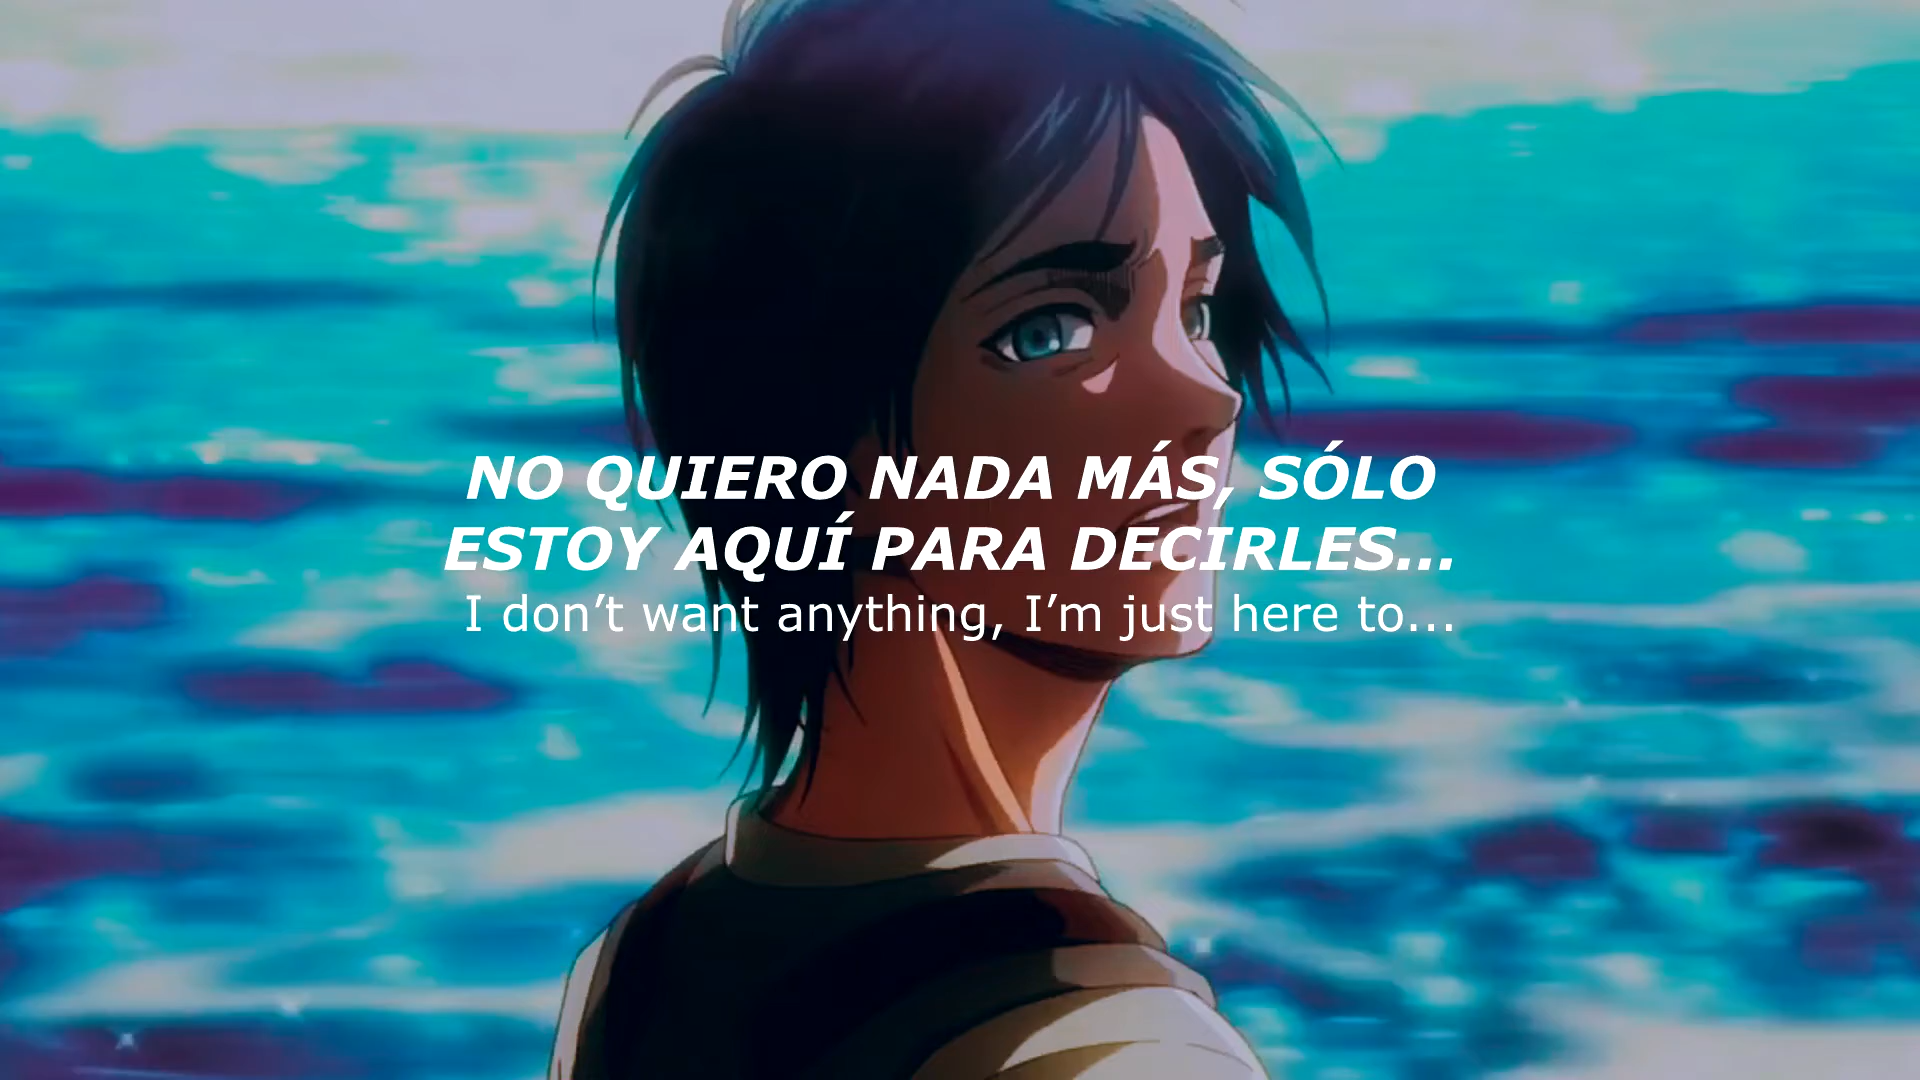 NO QUIERO NADA MÁS, SÓLO
ESTOY AQUÍ PARA DECIRLES...
I don’t want anything, I’m just here to...